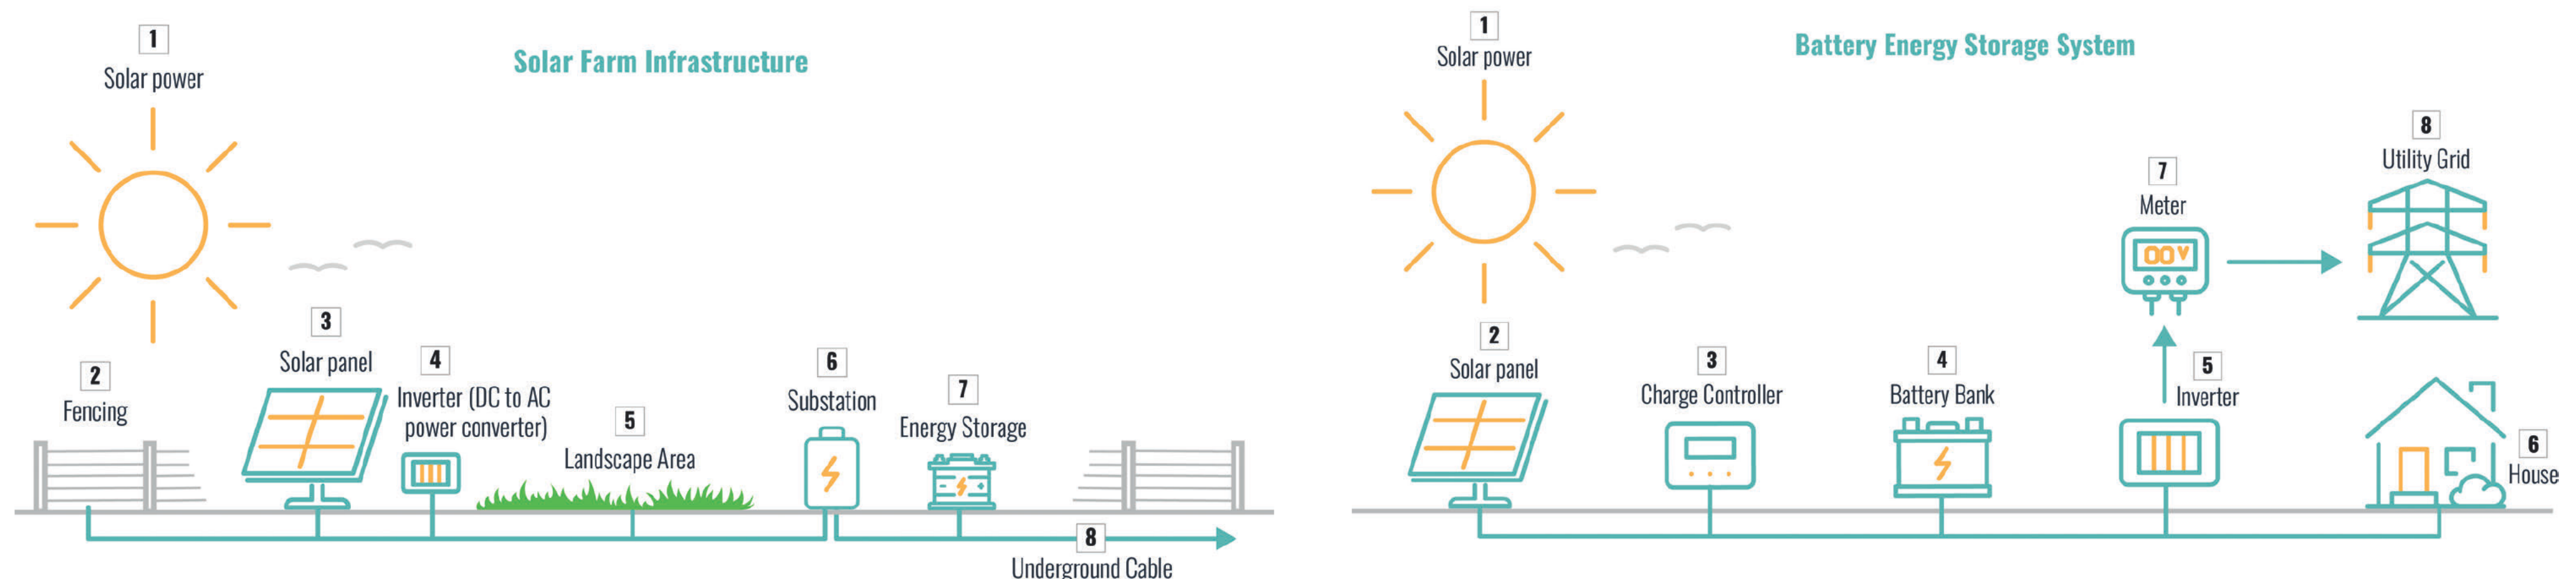 Solar Farm Infrastructure
1
Solar power
2
Fencing
3
Solar panel
4
Inverter (DC to AC
power converter)
5
Landscape Area
6
Substation
7
Energy Storage
8
Underground Cable
Battery Energy Storage System
1
Solar power
2
Solar panel
3
Charge Controller
4
Battery Bank
5
Inverter
6
House
7
Meter
00 V
8
Utility Grid